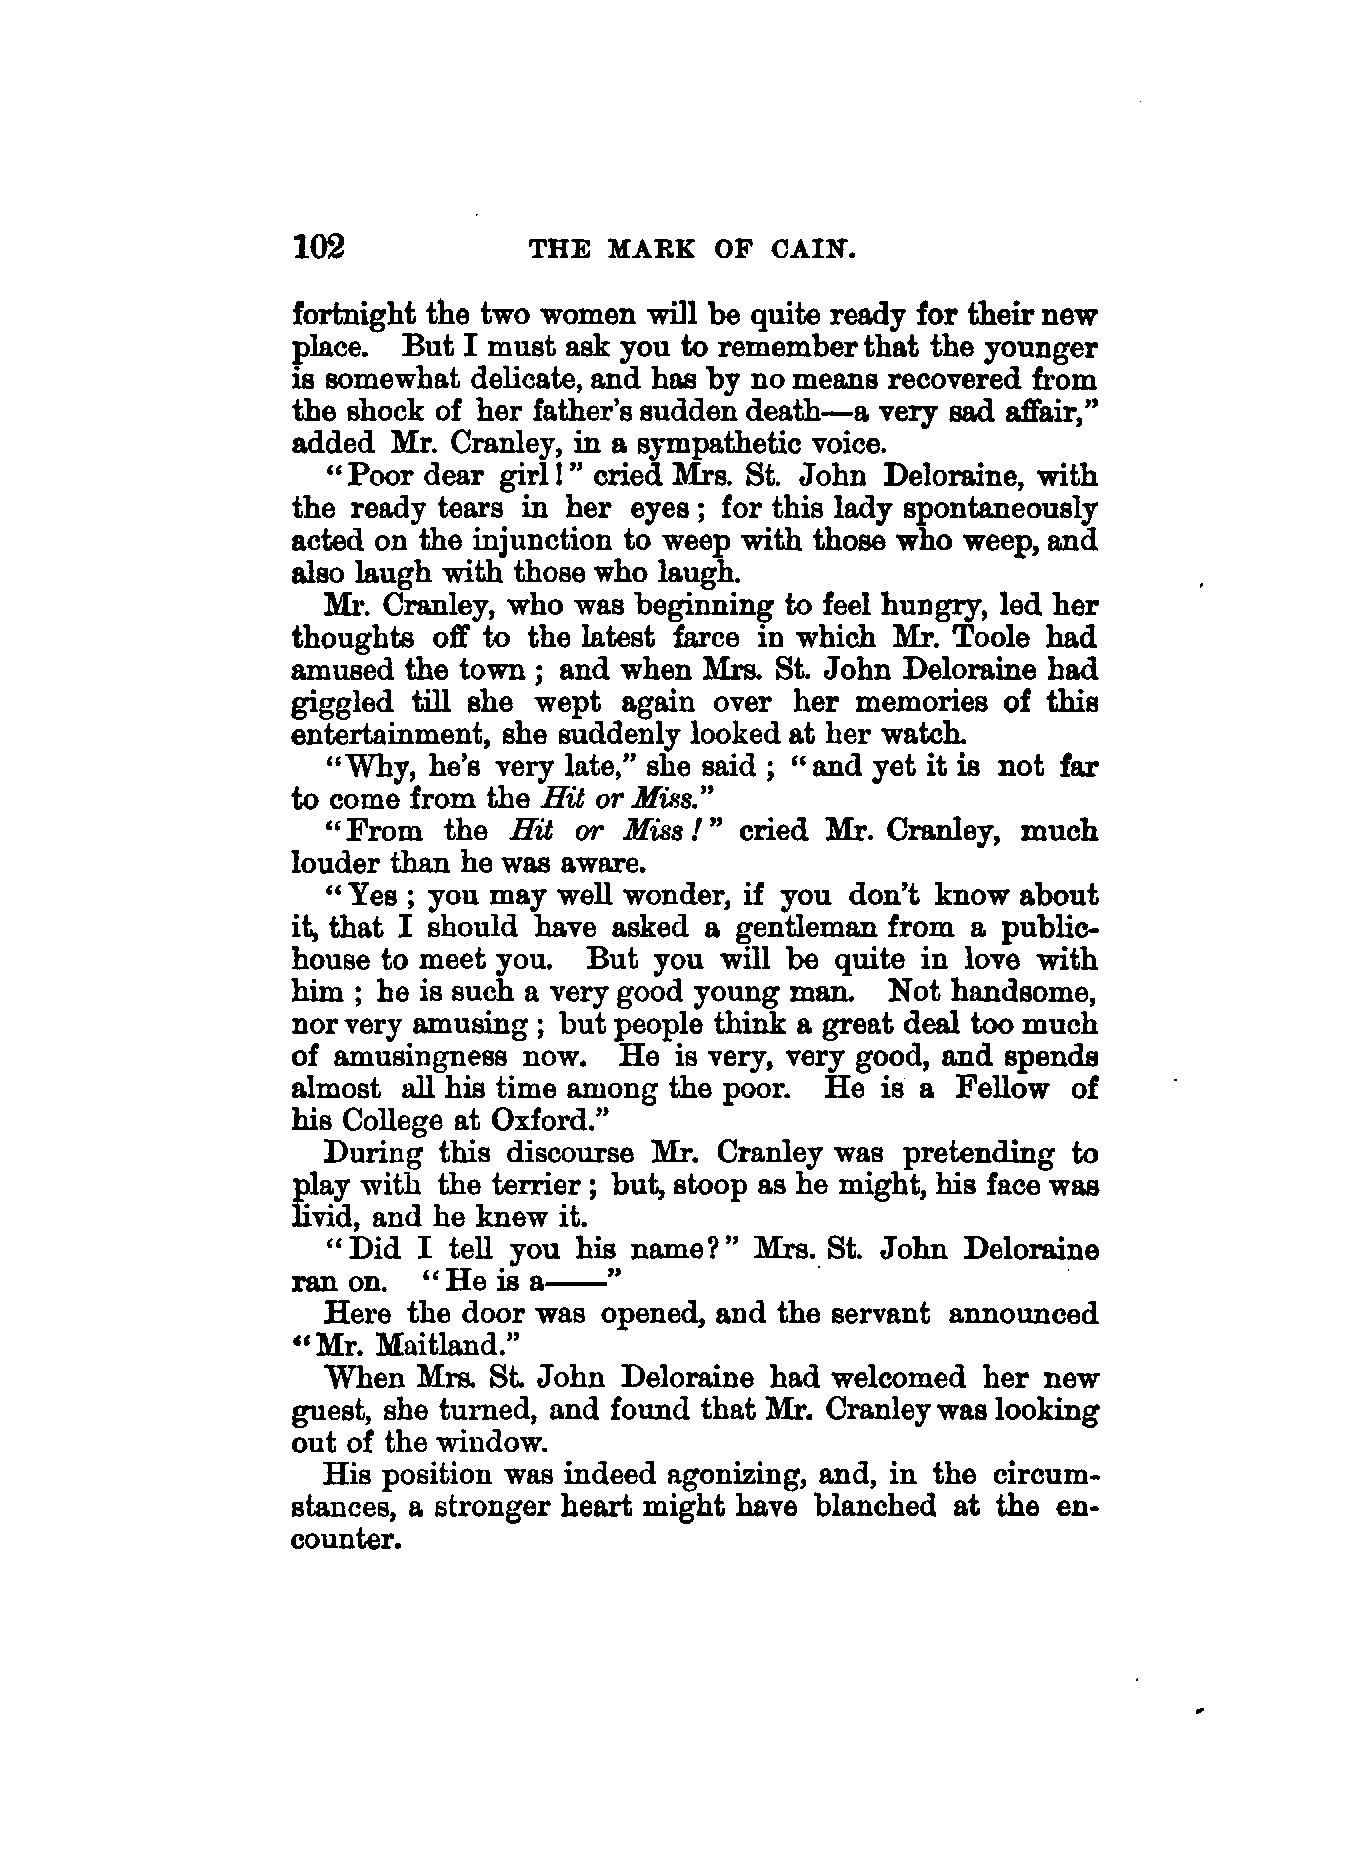 102 THE MARK OF CAIN.
fortnight the two women will be quite ready for their new
place. But I must ask you to remember that the younger
is somewhat delicate, and has by no means recovered from
the shock of her father's sudden death—a very sad affair,”
added Mr. Cranley, in a sympathetic voice.
“Poor dear girl!” cried Mrs. St. John Deloraine, with
the ready tears in her eyes; for this lady spontaneously
acted on the injunction to weep with those who weep, and
also laugh with those who laugh.
Mr. Cranley, who was beginning to feel hungry, led her
thoughts off to the latest farce in which Mr. Toole had
amused the town; and when Mrs. St. John Deloraine had
giggled till she wept again over her memories of this
entertainment, she suddenly looked at her watch.
“Why, he's very late,” she said; “and yet it is not far
to come from the Hit or Miss.”
“From the Hit or Miss!” cried Mr. Cranley, much
louder than he was aware.
“Yes; you may well wonder, if you don't know about
it, that I should have asked a gentleman from a public-
house to meet you. But you will be quite in love with
him; he is such a very good young man. Not handsome,
nor very amusing; but people think a great deal too much
of amusingness now. He is very, very good, and spends
almost all his time among the poor. He is a Fellow of
his College at Oxford.”
During this discourse Mr. Cranley was pretending to
play with the terrier; but, stoop as he might, his face was
livid, and he knew it.
“Did I tell you his name?” Mrs. St. John Deloraine
ran on. “He is a——”
Here the door was opened, and the servant announced
“Mr. Maitland.”
When Mrs. St. John Deloraine had welcomed her new
guest, she turned, and found that Mr. Cranley was looking
out of the window.
His position was indeed agonizing, and, in the circum-
stances, a stronger heart might have blanched at the en-
counter.